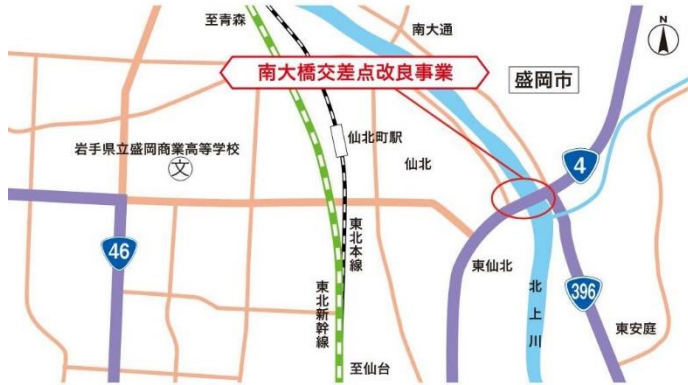 至青森
南大通
N
南大橋交差点改良事業
盛岡市
仙北町駅
岩手県立盛岡商業高等学校
文
仙北
4
46
東北本線
東仙北
396
北上川
東北新幹線
東安庭
至仙台